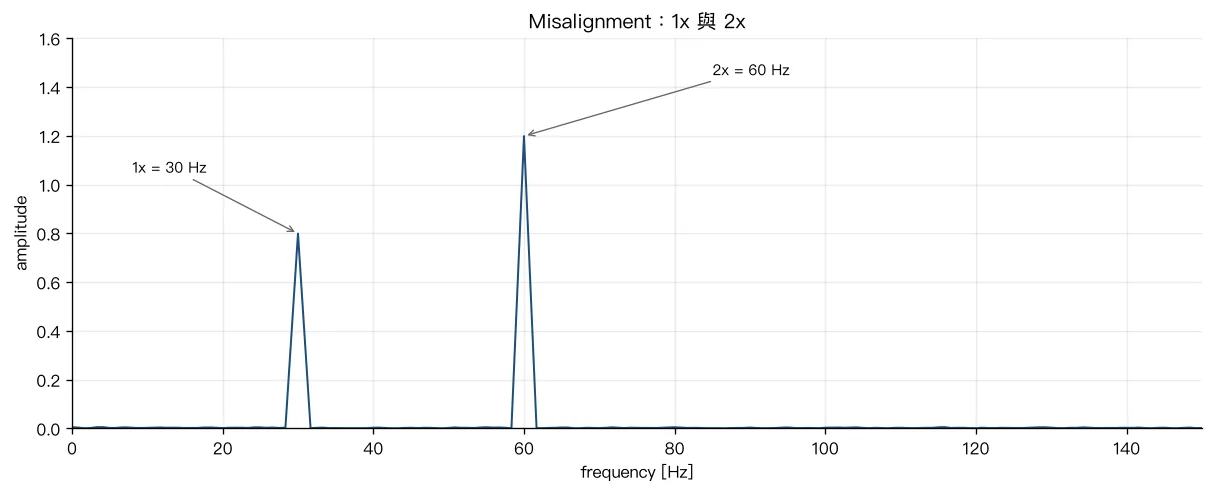 Misalignment：1x 與 2x
1.6
1.4
1.2
1.0
0.8
0.6
0.4
0.2
0.0
amplitude
2x = 60 Hz
1x = 30 Hz
0 20 40 60 80 100 120 140
frequency [Hz]